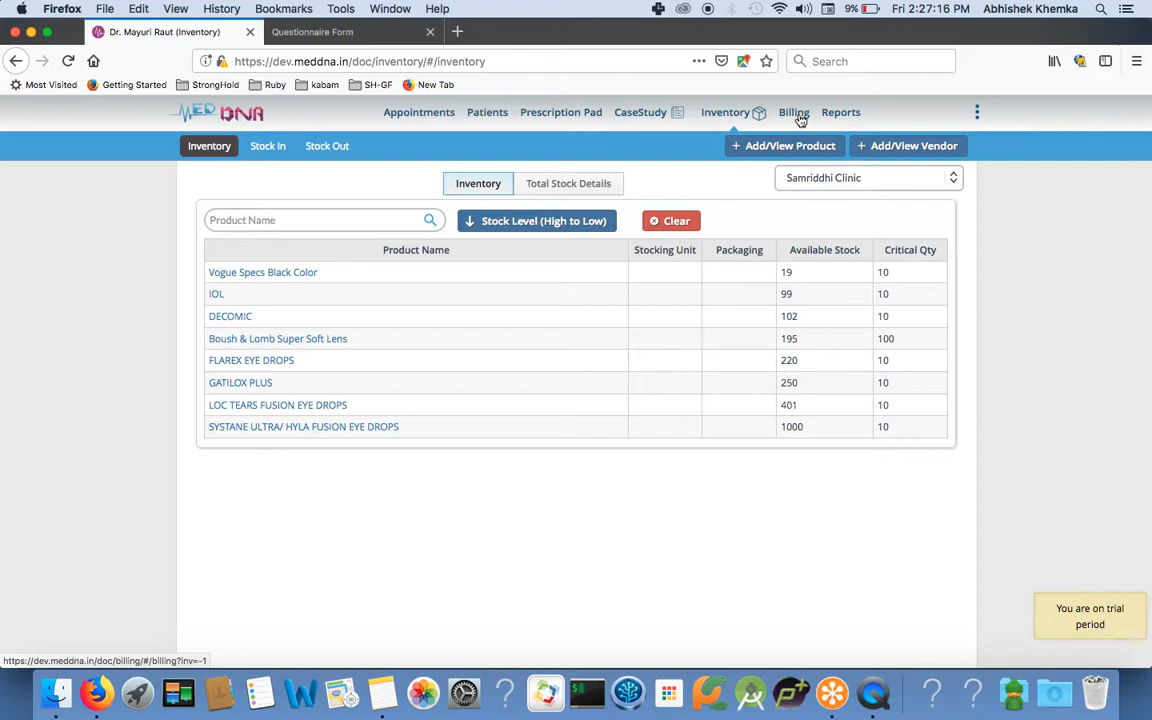 Firefox File Edit View History Bookmarks Tools Window Help 9% Fri 2:27:16 PM Abhishek Khemka
Dr. Mayuri Raut (Inventory) Questionnaire Form
https://dev.meddna.in/doc/inventory/#/inventory Search
Most Visited Getting Started StrongHold Ruby kabam SH-GF New Tab
MED DNA Appointments Patients Prescription Pad CaseStudy Inventory Billing Reports
Inventory Stock In Stock Out + Add/View Product + Add/View Vendor
Inventory Total Stock Details Samriddhi Clinic
Product Name Stock Level (High to Low) Clear
Product Name Stocking Unit Packaging Available Stock Critical Qty
Vogue Specs Black Color 19 10
IOL 99 10
DECOMIC 102 10
Boush & Lomb Super Soft Lens 195 100
FLAREX EYE DROPS 220 10
GATILOX PLUS 250 10
LOC TEARS FUSION EYE DROPS 401 10
SYSTANE ULTRA/ HYLA FUSION EYE DROPS 1000 10
You are on trial
period
https://dev.meddna.in/doc/billing/#/billing?inv=-1